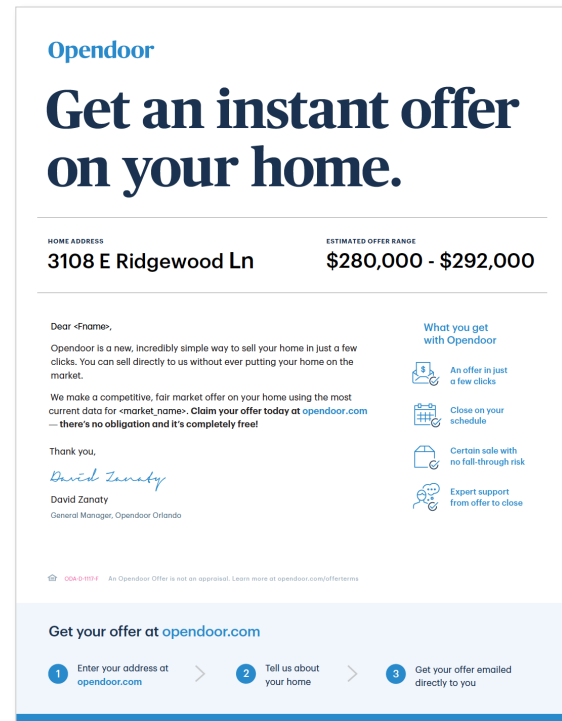 Opendoor
Get an instant offer
on your home.
HOME ADDRESS
3108 E Ridgewood Ln
ESTIMATED OFFER RANGE
$280,000 - $292,000
Dear <Fname>,
Opendoor is a new, incredibly simple way to sell your home in just a few
clicks. You can sell directly to us without ever putting your home on the
market.
We make a competitive, fair market offer on your home using the most
current data for <market_name>. Claim your offer today at opendoor.com
— there's no obligation and it's completely free!
Thank you,
David Zanaty
David Zanaty
General Manager, Opendoor Orlando
What you get
with Opendoor
$
An offer in just
a few clicks
Close on your
schedule
Certain sale with
no fall-through risk
Expert support
from offer to close
ODA-D-1117-F An Opendoor Offer is not an appraisal. Learn more at opendoor.com/offerterms
Get your offer at opendoor.com
1
Enter your address at
opendoor.com
2
Tell us about
your home
3
Get your offer emailed
directly to you